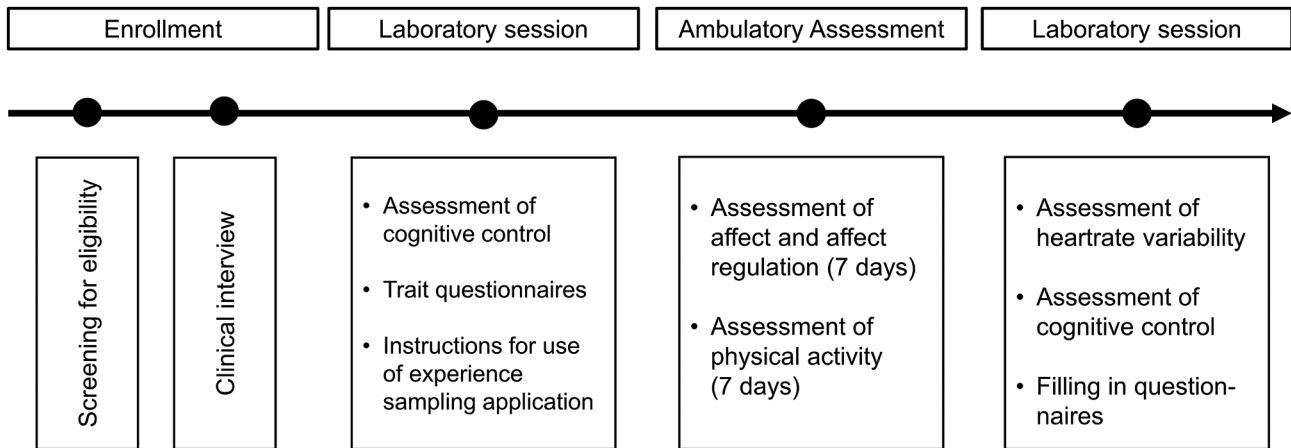 Enrollment
Laboratory session
Ambulatory Assessment
Laboratory session
Screening for eligibility
Clinical interview
• Assessment of
cognitive control
• Trait questionnaires
• Instructions for use
of experience
sampling application
• Assessment of
affect and affect
regulation (7 days)
• Assessment of
physical activity
(7 days)
• Assessment of
heartrate variability
• Assessment of
cognitive control
• Filling in question-
naires